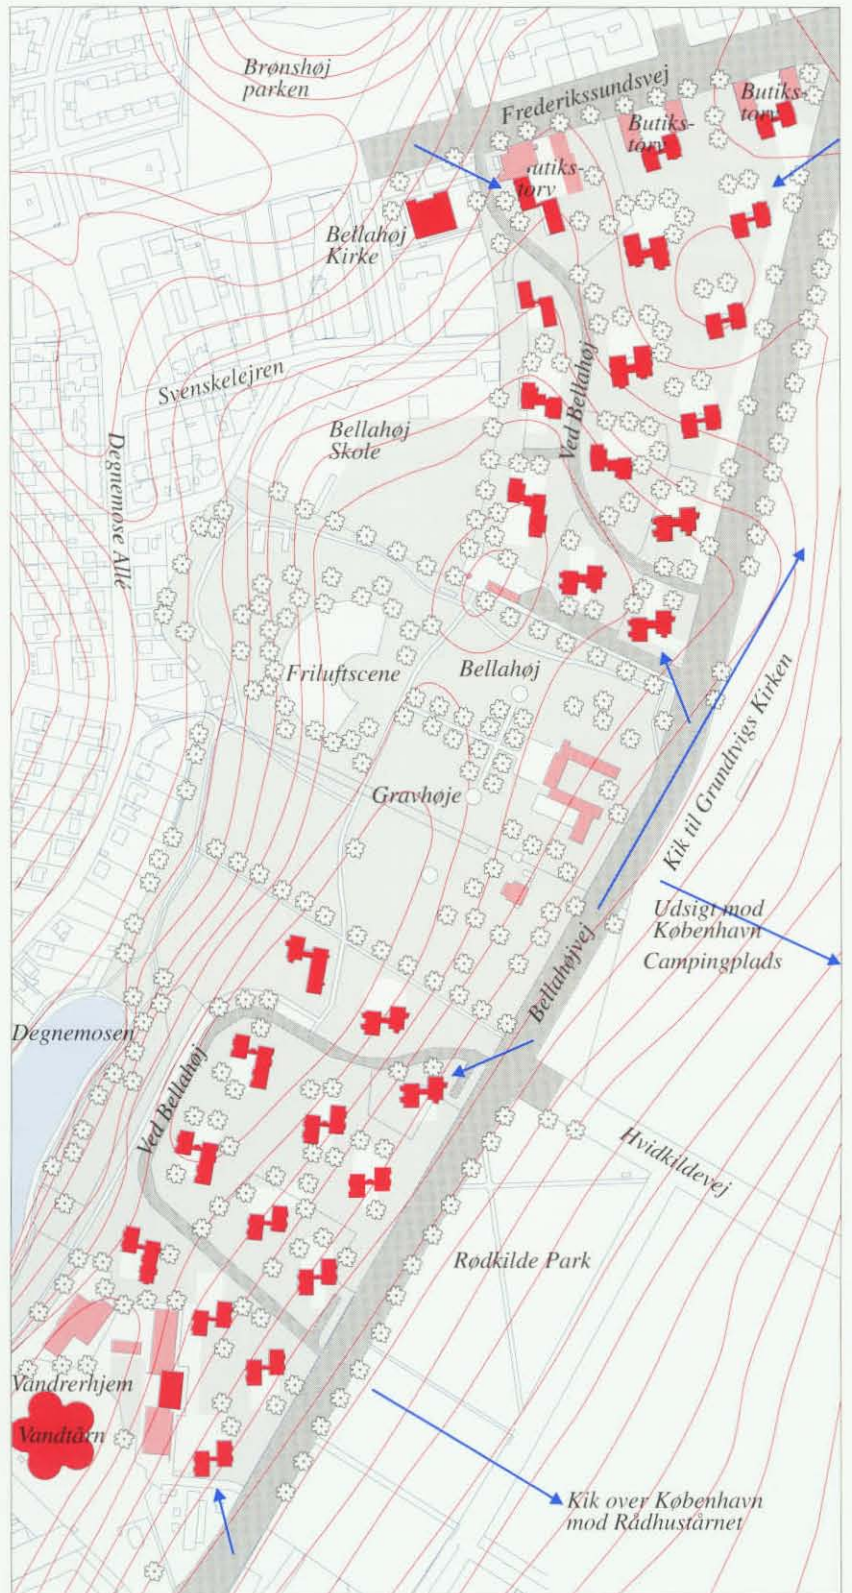 Brønshøj
parken
Frederikssundsvej
Butiks-
torv
Butiks-
torv
Butiks-
torv
Bellahøj
Kirke
Svenskelejren
Ved Bellahøj
Bellahøj
Skole
Degnemose Allé
Friluftscene
Bellahøj
Kik til Grundtvigs Kirken
Gravhøje
Udsigt mod
København
Campingplads
Bellahøjvej
Degnemosen
Ved Bellahøj
Hvidkildevej
Rødkilde Park
Vandrerhjem
Vandtårn
Kik over København
mod Rådhustårnet